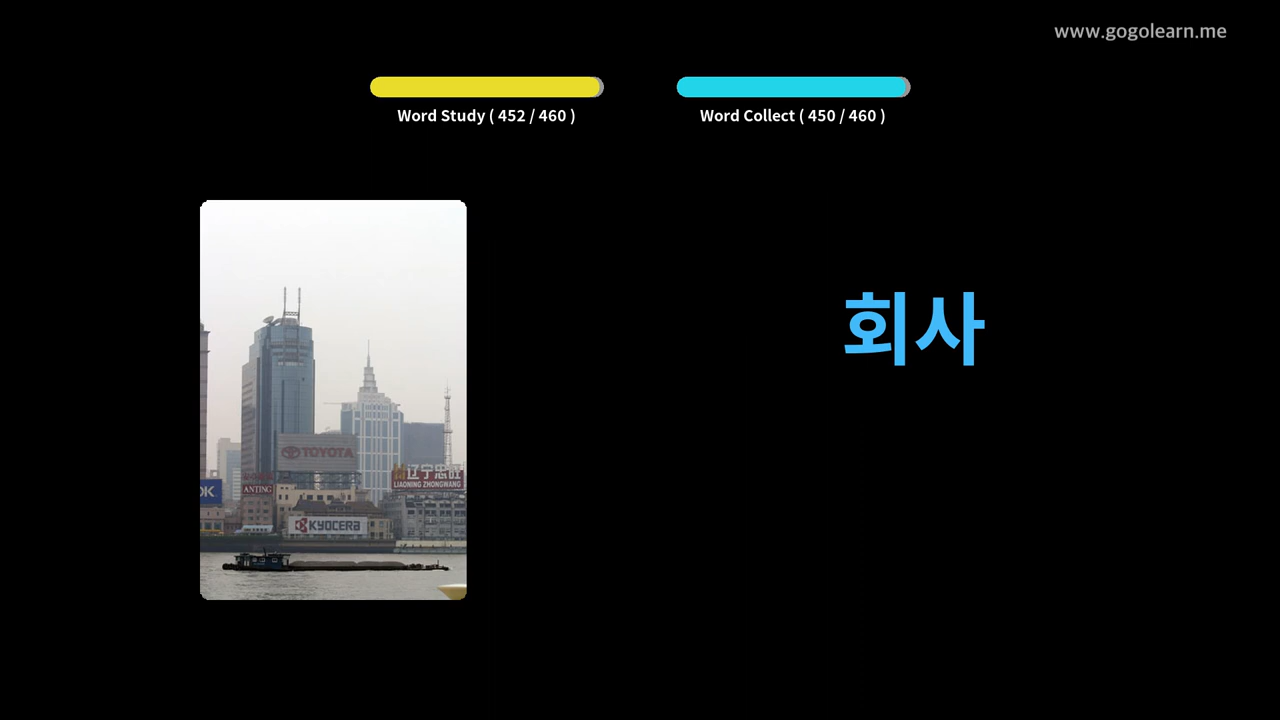 www.gogolearn.me
Word Study ( 452 / 460 )
Word Collect ( 450 / 460 )
회사
TOYOTA
辽宁忠旺
LIAONING ZHONGWANG
OK
ANTING
KYOCERA